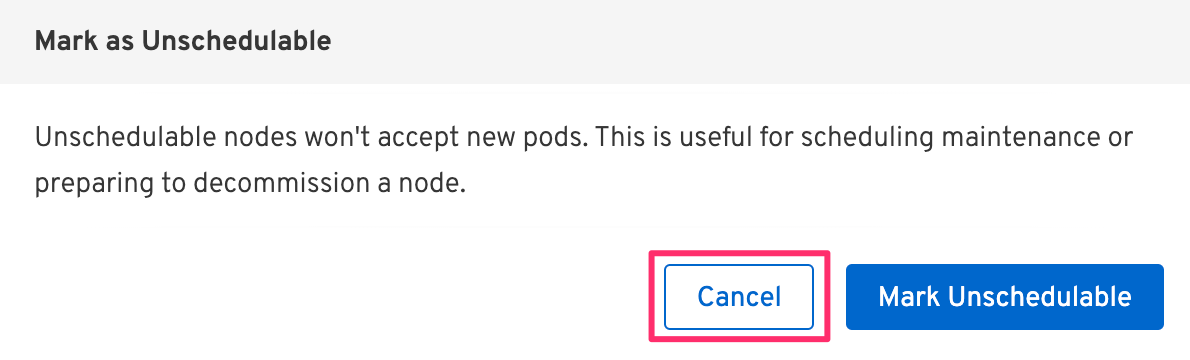 Mark as Unschedulable
Unschedulable nodes won't accept new pods. This is useful for scheduling maintenance or
preparing to decommission a node.
Cancel
Mark Unschedulable